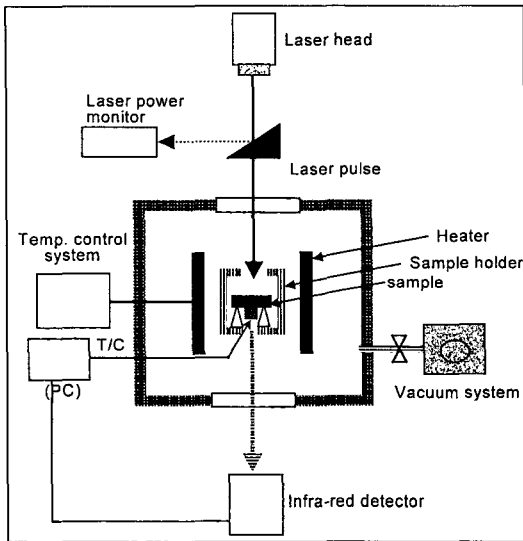 Laser head
Laser power
monitor
Laser pulse
Temp. control
system
Heater
Sample holder
sample
T/C
(PC)
Vacuum system
Infra-red detector